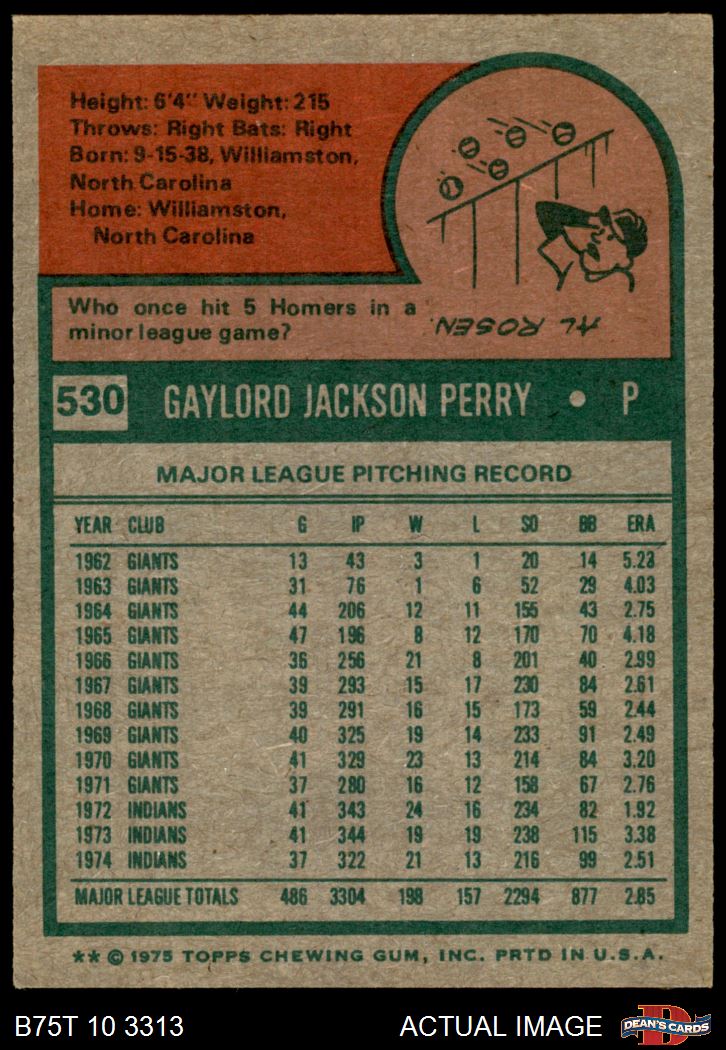 Height: 6'4" Weight: 215
Throws: Right Bats: Right
Born: 9-15-38, Williamston,
North Carolina
Home: Williamston,
North Carolina
Who once hit 5 Homers in a
minor league game?
AL ROSEN.
530 GAYLORD JACKSON PERRY • P
MAJOR LEAGUE PITCHING RECORD
YEAR CLUB G IP W L SO BB ERA
1962 GIANTS 13 43 3 1 20 14 5.23
1963 GIANTS 31 76 1 6 52 29 4.03
1964 GIANTS 44 206 12 11 155 43 2.75
1965 GIANTS 47 196 8 12 170 70 4.18
1966 GIANTS 36 256 21 8 201 40 2.99
1967 GIANTS 39 293 15 17 230 84 2.61
1968 GIANTS 39 291 16 15 173 59 2.44
1969 GIANTS 40 325 19 14 233 91 2.49
1970 GIANTS 41 329 23 13 214 84 3.20
1971 GIANTS 37 280 16 12 158 67 2.76
1972 INDIANS 41 343 24 16 234 82 1.92
1973 INDIANS 41 344 19 19 238 115 3.38
1974 INDIANS 37 322 21 13 216 99 2.51
MAJOR LEAGUE TOTALS 486 3304 198 157 2294 877 2.85
** © 1975 TOPPS CHEWING GUM, INC. PRTD IN U.S.A.
B75T 10 3313 ACTUAL IMAGE
B
DEAN'S CARDS